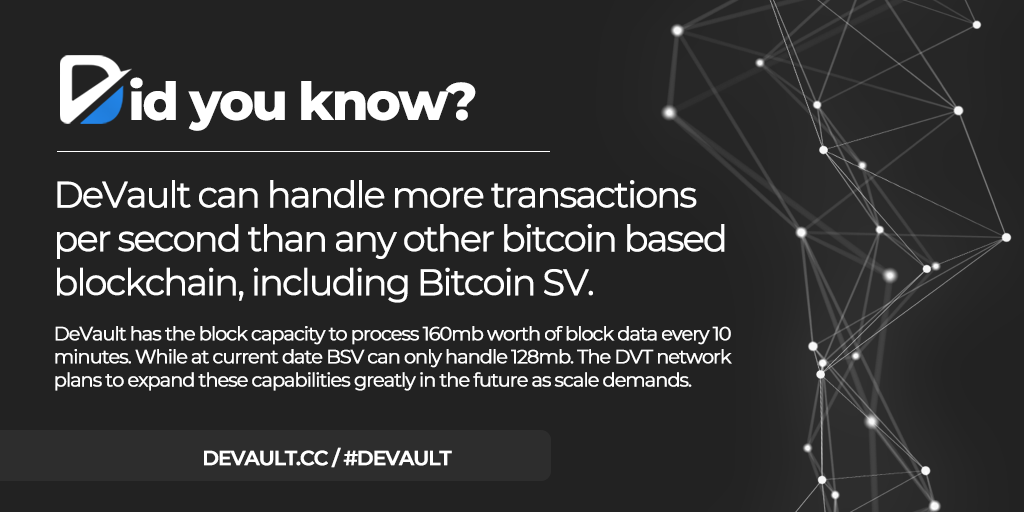 Did you know?
DeVault can handle more transactions
per second than any other bitcoin based
blockchain, including Bitcoin SV.
DeVault has the block capacity to process 160mb worth of block data every 10
minutes. While at current date BSV can only handle 128mb. The DVT network
plans to expand these capabilities greatly in the future as scale demands.
DEVAULT.CC / #DEVAULT